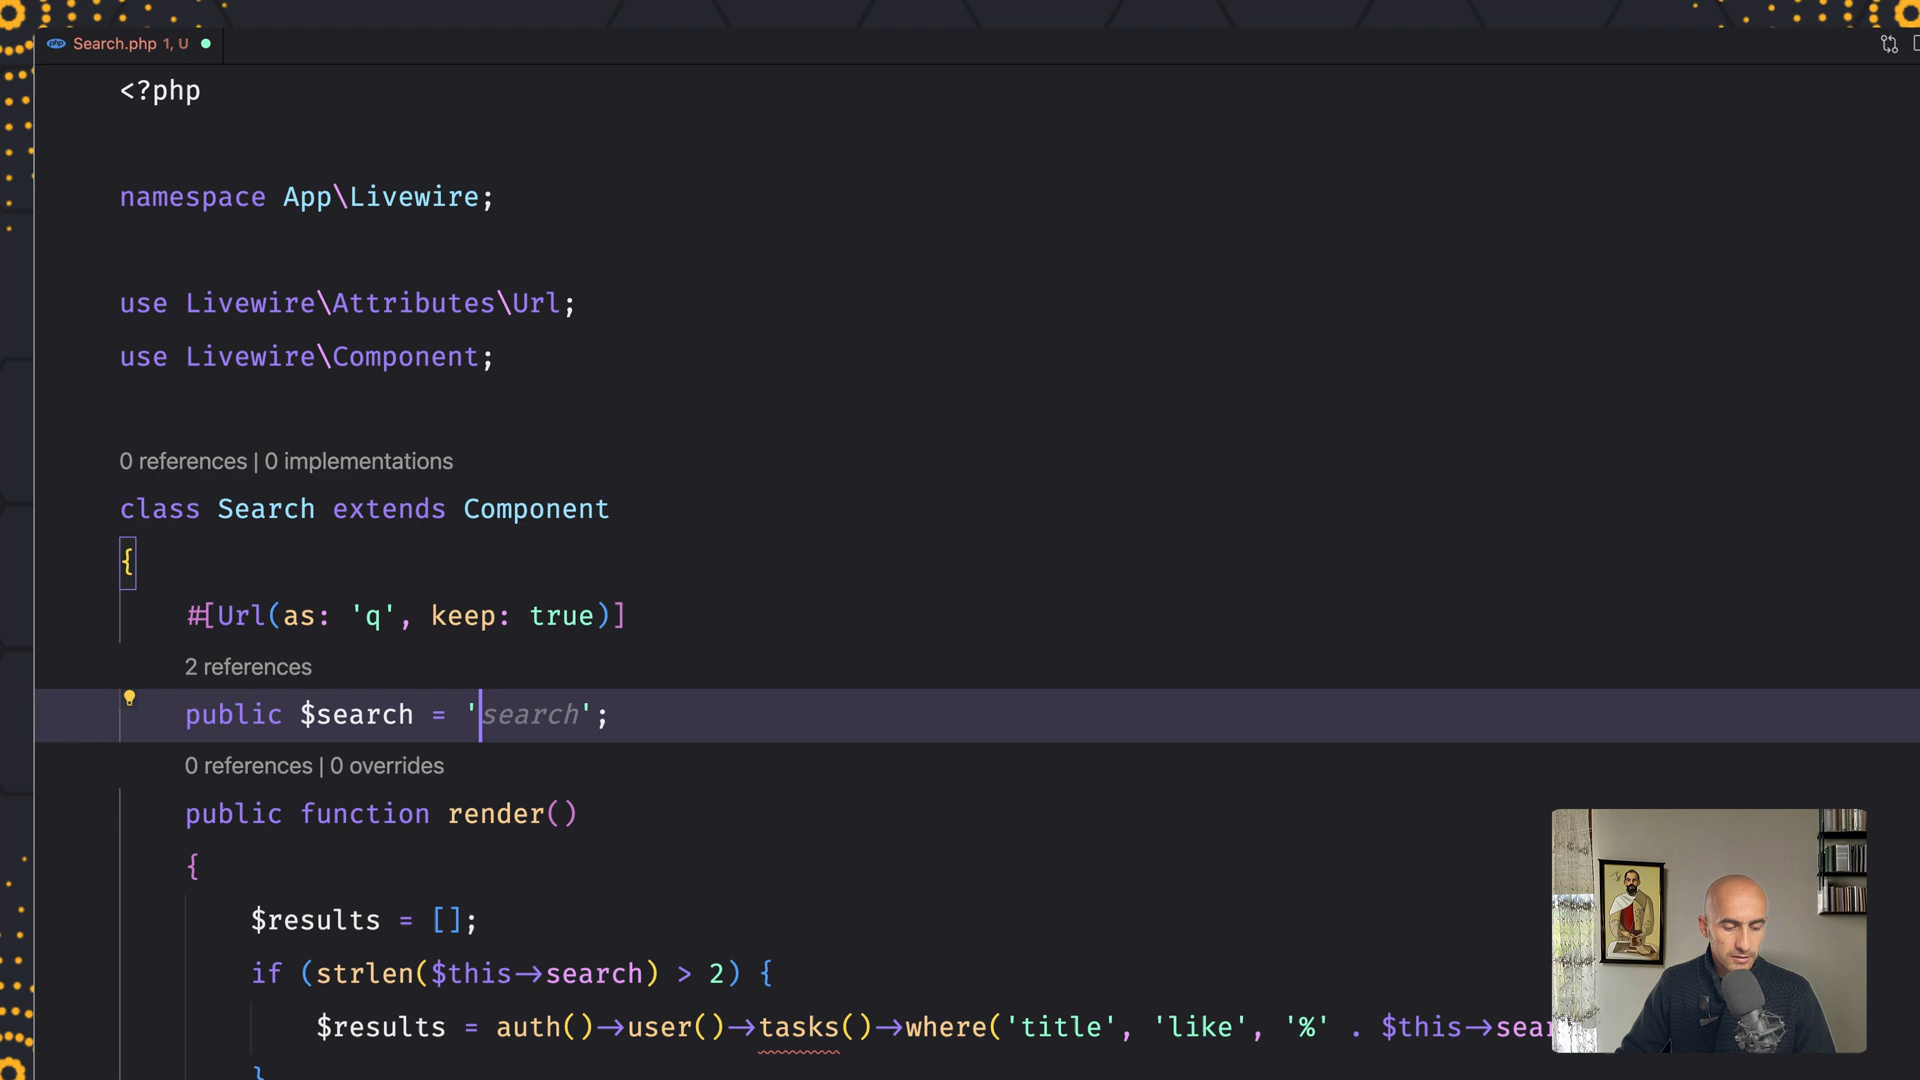 Search.php 1, U
<?php
namespace App\Livewire;
use Livewire\Attributes\Url;
use Livewire\Component;
0 references | 0 implementations
class Search extends Component
{
#[Url(as: 'q', keep: true)]
2 references
public $search = 'search';
0 references | 0 overrides
public function render()
{
$results = [];
if (strlen($this->search) > 2) {
$results = auth()->user()->tasks()->where('title', 'like', '%' . $this->sear
}